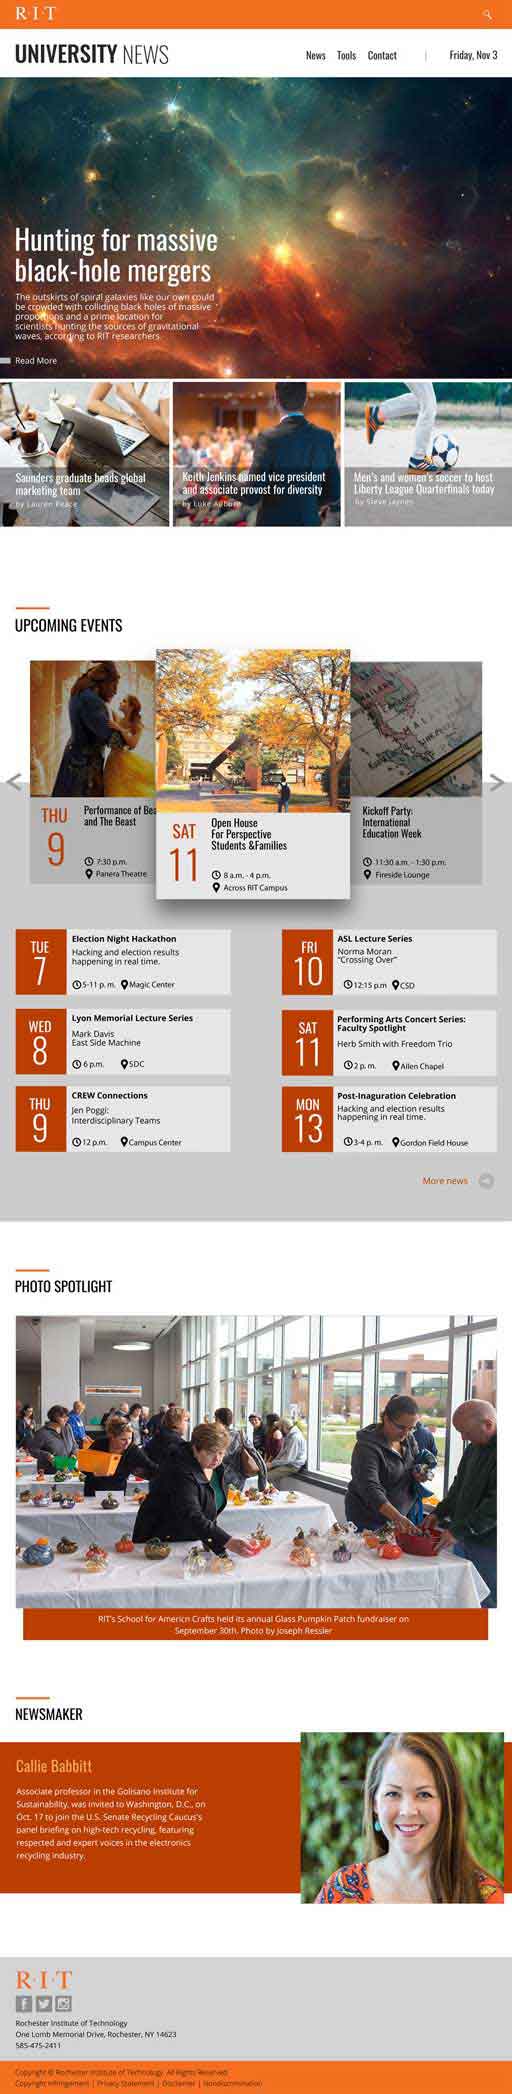 R·I·T
UNIVERSITY NEWS
News Tools Contact | Friday, Nov 3
Hunting for massive
black-hole mergers
The outskirts of spiral galaxies like our own could
be crowded with colliding black holes of massive
proportions and a prime location for
scientists hunting the sources of gravitational
waves, according to RIT researchers.
Read More
Saunders graduate heads global
marketing team
by Lauren Peace
Keith Jenkins named vice president
and associate provost for diversity
by Luke Auburn
Men's and women's soccer to host
Liberty League Quarterfinals today
by Steve Jaynes
UPCOMING EVENTS
THU
9
Performance of Bea
and The Beast
7:30 p.m.
Panera Theatre
SAT
11
Open House
For Perspective
Students &Families
8 a.m. - 4 p.m.
Across RIT Campus
Kickoff Party:
International
Education Week
11:30 a.m. - 1:30 p.m.
Fireside Lounge
TUE
7
Election Night Hackathon
Hacking and election results
happening in real time.
5-11 p. m. Magic Center
FRI
10
ASL Lecture Series
Norma Moran
"Crossing Over"
12:15 p.m CSD
WED
8
Lyon Memorial Lecture Series
Mark Davis
East Side Machine
6 p.m. SDC
SAT
11
Performing Arts Concert Series:
Faculty Spotlight
Herb Smith with Freedom Trio
2 p. m. Allen Chapel
THU
9
CREW Connections
Jen Poggi:
Interdisciplinary Teams
12 p.m. Campus Center
MON
13
Post-Inaguration Celebration
Hacking and election results
happening in real time.
3-4 p. m. Gordon Field House
More news
PHOTO SPOTLIGHT
RIT's School for Americn Crafts held its annual Glass Pumpkin Patch fundraiser on
September 30th. Photo by Joseph Ressler
NEWSMAKER
Callie Babbitt
Associate professor in the Golisano Institute for
Sustainability, was invited to Washington, D.C., on
Oct. 17 to join the U.S. Senate Recycling Caucus's
panel briefing on high-tech recycling, featuring
respected and expert voices in the electronics
recycling industry.
R·I·T
Rochester Institute of Technology
One Lomb Memorial Drive, Rochester, NY 14623
585-475-2411
Copyright © Rochester Institute of Technology. All Rights Reserved
Copyright Infringement | Privacy Statement | Disclaimer | Nondiscrimination